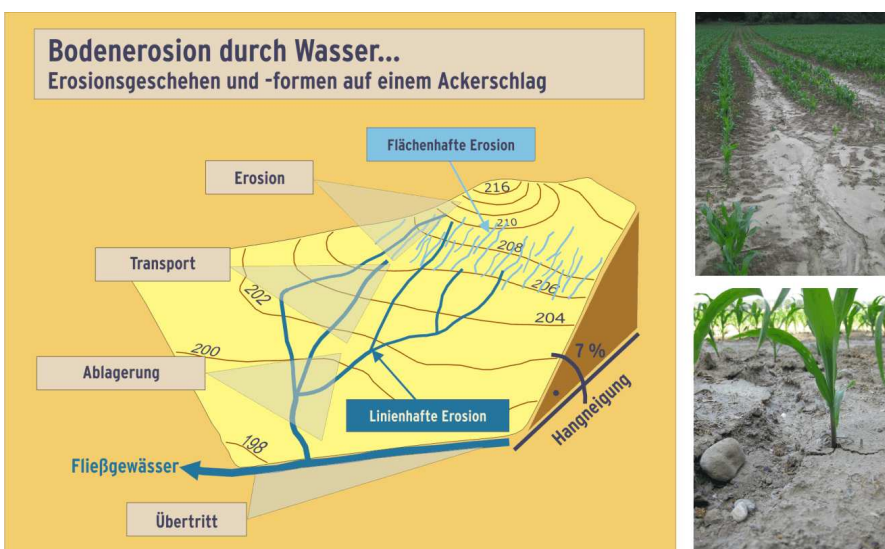 Bodenerosion durch Wasser...
Erosionsgeschehen und -formen auf einem Ackerschlag
Flächenhafte Erosion
Erosion
216
210
208
Transport
206
202
204
200
7 %
Ablagerung
Hangneigung
Linienhafte Erosion
198
Fließgewässer
Übertritt